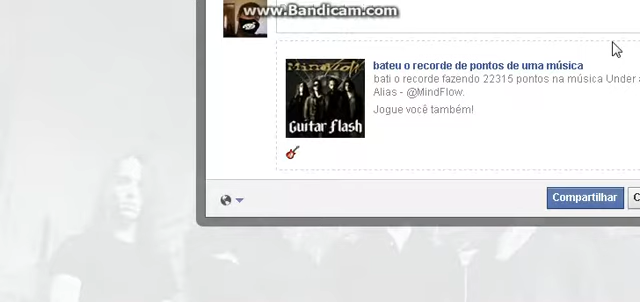 www.Bandicam.com
bateu o recorde de pontos de uma música
bati o recorde fazendo 22315 pontos na música Under a
Alias - @MindFlow.
MindFlow
Jogue você também!
Guitar Flash
Compartilhar
C